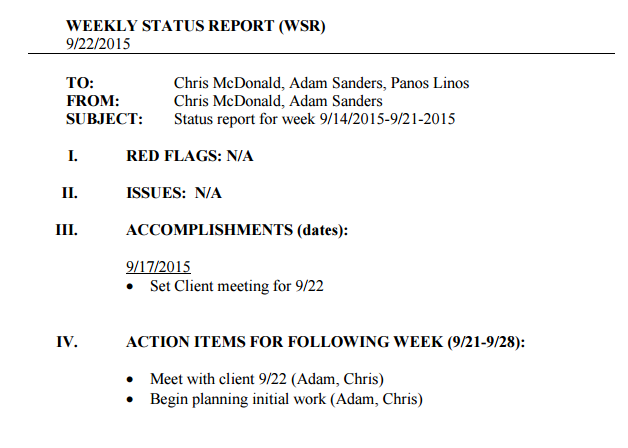 WEEKLY STATUS REPORT (WSR)
9/22/2015
TO: Chris McDonald, Adam Sanders, Panos Linos
FROM: Chris McDonald, Adam Sanders
SUBJECT: Status report for week 9/14/2015-9/21-2015
I. RED FLAGS: N/A
II. ISSUES: N/A
III. ACCOMPLISHMENTS (dates):
9/17/2015
• Set Client meeting for 9/22
IV. ACTION ITEMS FOR FOLLOWING WEEK (9/21-9/28):
• Meet with client 9/22 (Adam, Chris)
• Begin planning initial work (Adam, Chris)